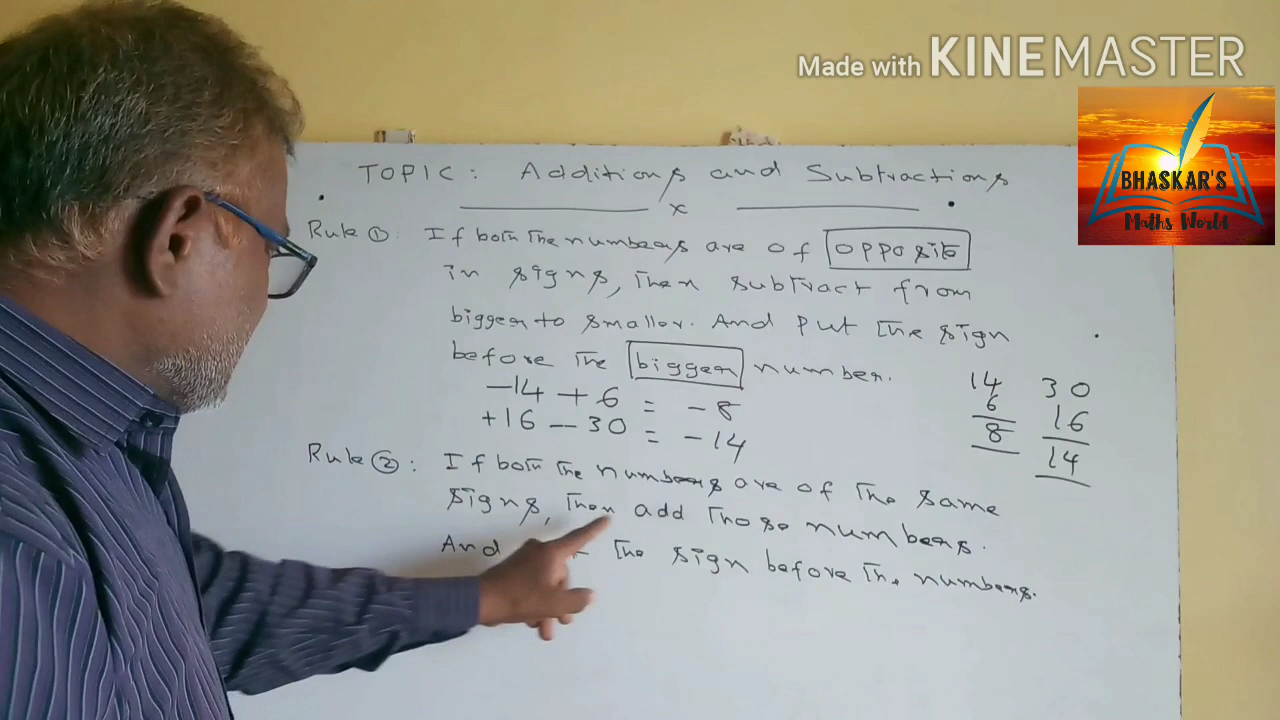 Made with KINEMASTER
BHASKAR'S
Maths World
TOPIC: Additions and Subtractions
x
Rule ①: If both the numbers are of opposite
in signs, then subtract from
bigger to smaller. And put the sign
before the bigger number.
-14 + 6 = -8
+16 - 30 = -14
14
6
8
30
16
14
Rule ②: If both the numbers are of the same
signs, then add those numbers.
And the sign before the numbers.